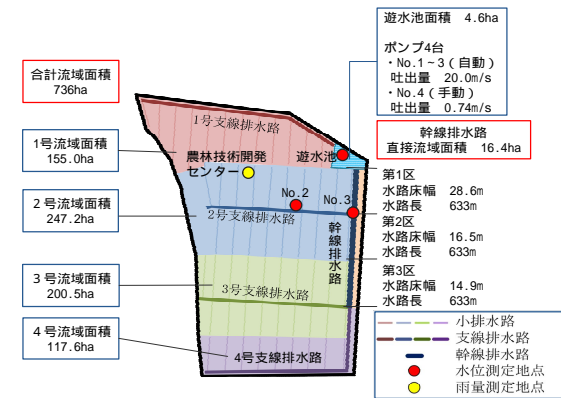 遊水池面積 4.6ha
ポンプ4台
・No.1~3(自動)
吐出量 20.0m/s
・No.4(手動)
吐出量 0.74m/s
合計流域面積
736ha
幹線排水路
直接流域面積 16.4ha
1号流域面積
155.0ha
2号流域面積
247.2ha
3号流域面積
200.5ha
4号流域面積
117.6ha
1号支線排水路
農林技術開発
センター
遊水池
No.2
No.3
2号支線排水路
幹線排水路
3号支線排水路
4号支線排水路
第1区
水路床幅 28.6m
水路長 633m
第2区
水路床幅 16.5m
水路長 633m
第3区
水路床幅 14.9m
水路長 633m
小排水路
支線排水路
幹線排水路
水位測定地点
雨量測定地点